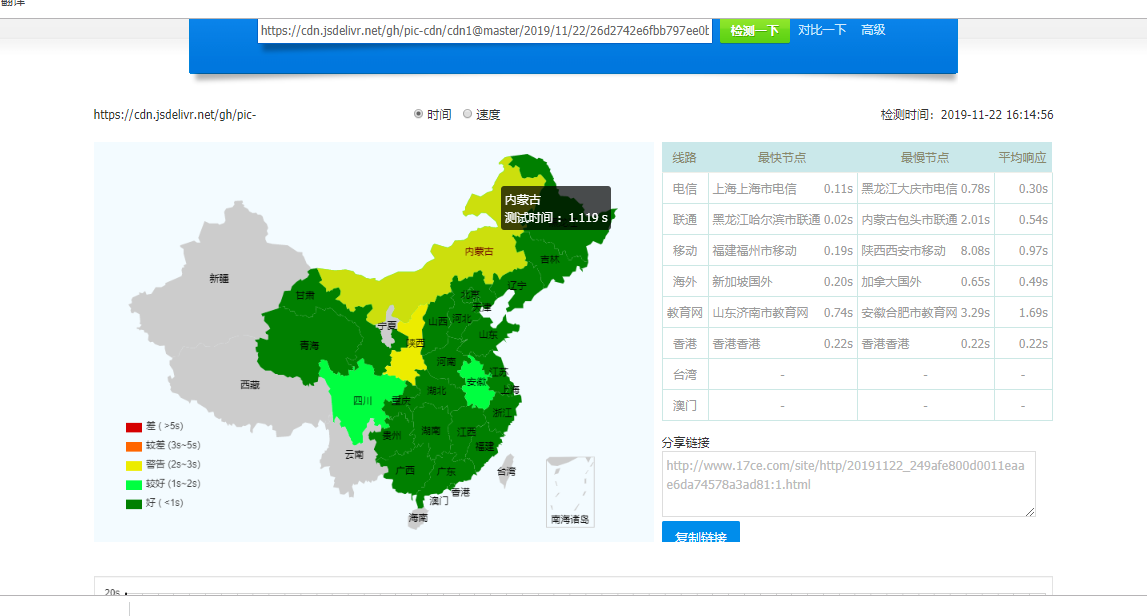 翻译
https://cdn.jsdelivr.net/gh/pic-cdn/cdn1@master/2019/11/22/26d2742e6fbb797ee0b 检测一下 对比一下 高级
https://cdn.jsdelivr.net/gh/pic- 时间 速度 检测时间：2019-11-22 16:14:56
内蒙古
测试时间：1.119 s
内蒙古
吉林
新疆
辽宁
甘肃
北京
天津
宁夏
山西
河北
山东
陕西
青海
河南
江苏
西藏
安徽
上海
四川
重庆
湖北
浙江
贵州
湖南
江西
福建
云南
广西
广东
台湾
香港
澳门
海南
南海诸岛
差 ( >5s)
较差 (3s~5s)
警告 (2s~3s)
较好 (1s~2s)
好 ( <1s)
线路 最快节点 最慢节点 平均响应
电信 上海上海市电信 0.11s 黑龙江大庆市电信 0.78s 0.30s
联通 黑龙江哈尔滨市联通 0.02s 内蒙古包头市联通 2.01s 0.54s
移动 福建福州市移动 0.19s 陕西西安市移动 8.08s 0.97s
海外 新加坡国外 0.20s 加拿大国外 0.65s 0.49s
教育网 山东济南市教育网 0.74s 安徽合肥市教育网 3.29s 1.69s
香港 香港香港 0.22s 香港香港 0.22s 0.22s
台湾 - - -
澳门 - - -
分享链接
http://www.17ce.com/site/http/20191122_249afe800d0011eaa
e6da74578a3ad81:1.html
复制链接
20s